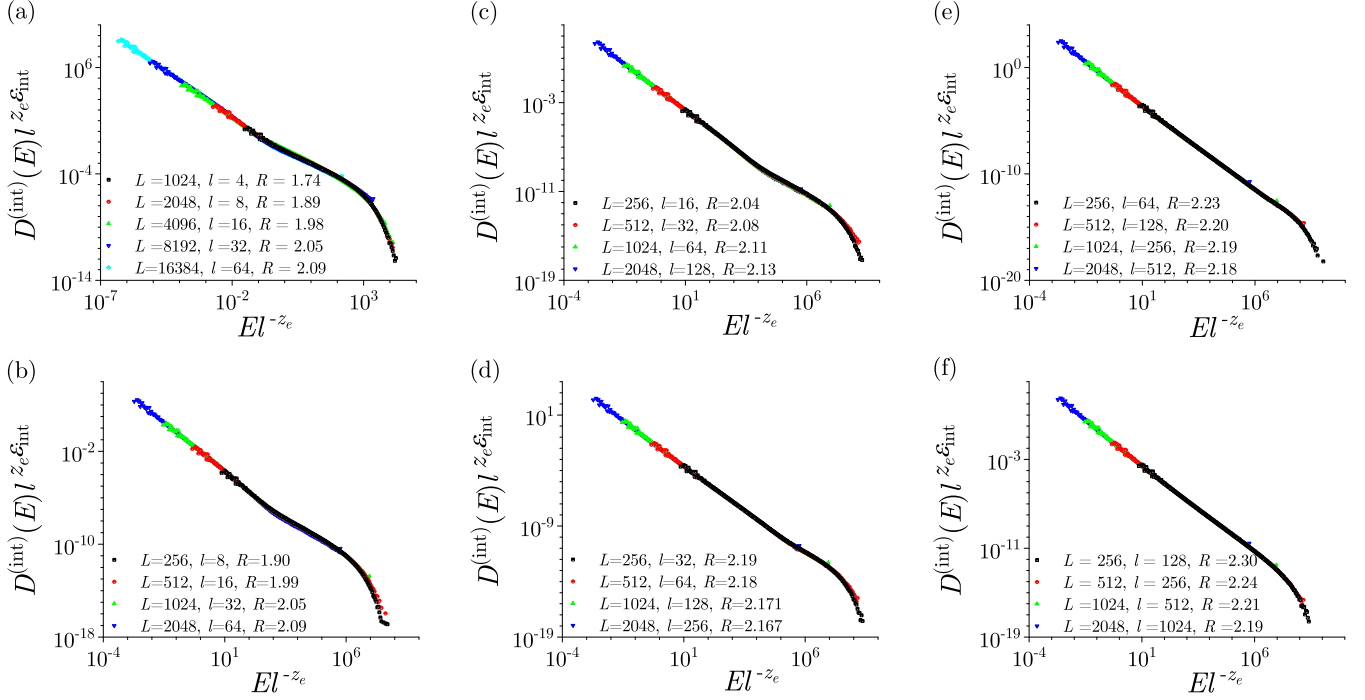 (a)
D^(int)(E) l^{z_e ε_int}
10^6
10^-4
10^-14
L =1024, l = 4, R = 1.74
L =2048, l = 8, R = 1.89
L =4096, l =16, R = 1.98
L =8192, l =32, R = 2.05
L=16384, l =64, R = 2.09
10^-7 10^-2 10^3
El^{-z_e}
(c)
D^(int)(E) l^{z_e ε_int}
10^-3
10^-11
10^-19
L=256, l=16, R=2.04
L=512, l=32, R=2.08
L=1024, l=64, R=2.11
L=2048, l=128, R=2.13
10^-4 10^1 10^6
El^{-z_e}
(e)
D^(int)(E) l^{z_e ε_int}
10^0
10^-10
10^-20
L=256, l=64, R=2.23
L=512, l=128, R=2.20
L=1024, l=256, R=2.19
L=2048, l=512, R=2.18
10^-4 10^1 10^6
El^{-z_e}
(b)
D^(int)(E) l^{z_e ε_int}
10^-2
10^-10
10^-18
L=256, l=8, R=1.90
L=512, l=16, R=1.99
L=1024, l=32, R=2.05
L=2048, l=64, R=2.09
10^-4 10^1 10^6
El^{-z_e}
(d)
D^(int)(E) l^{z_e ε_int}
10^1
10^-9
10^-19
L=256, l=32, R=2.19
L=512, l=64, R=2.18
L=1024, l=128, R=2.171
L=2048, l=256, R=2.167
10^-4 10^1 10^6
El^{-z_e}
(f)
D^(int)(E) l^{z_e ε_int}
10^-3
10^-11
10^-19
L = 256, l = 128, R = 2.30
L = 512, l = 256, R = 2.24
L =1024, l = 512, R = 2.21
L =2048, l =1024, R = 2.19
10^-4 10^1 10^6
El^{-z_e}